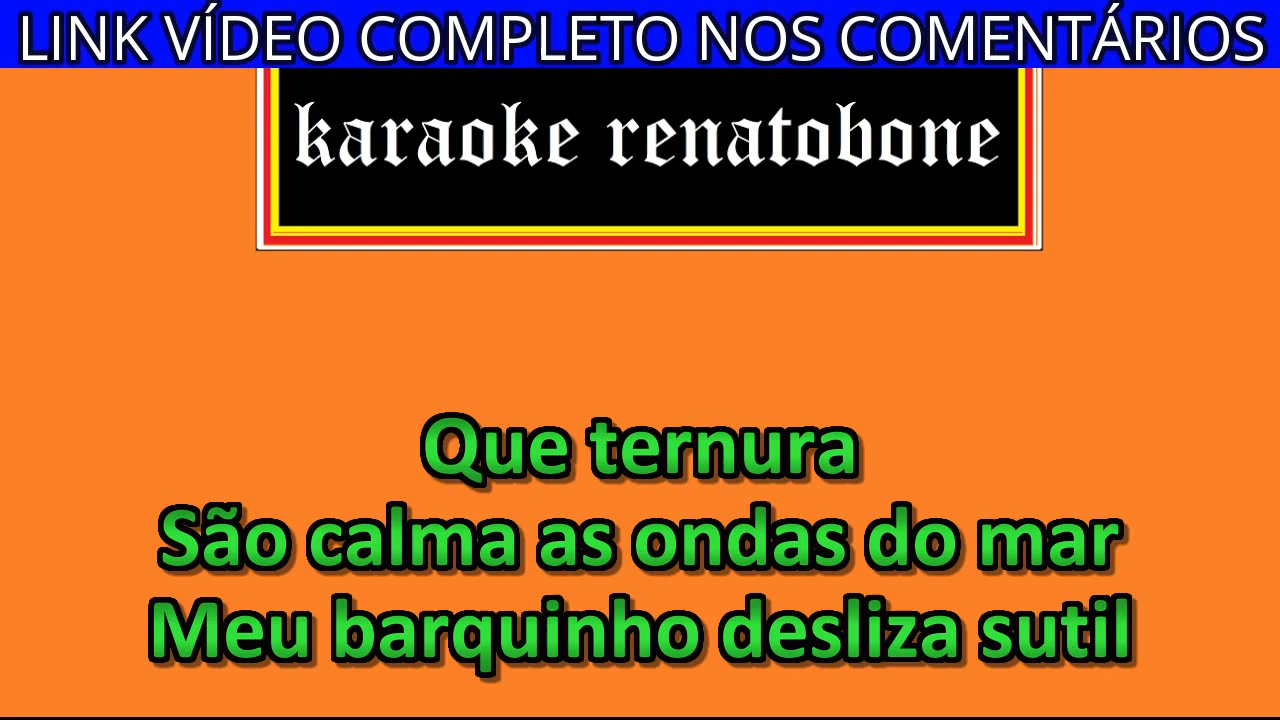 LINK VÍDEO COMPLETO NOS COMENTÁRIOS
karaoke renatobone
Que ternura
São calma as ondas do mar
Meu barquinho desliza sutil